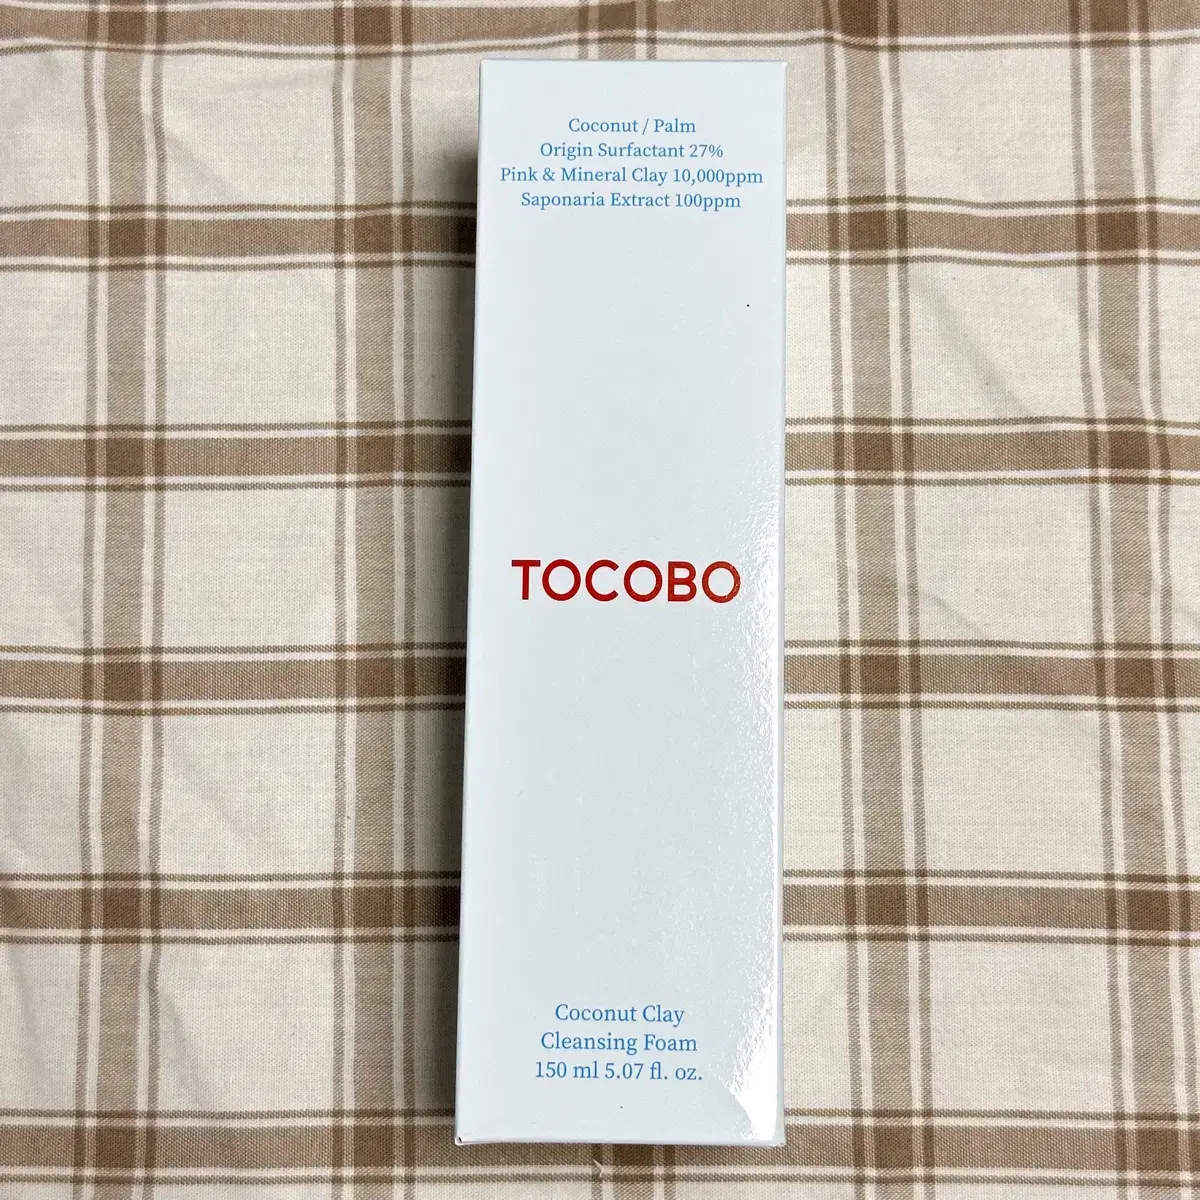 Coconut / Palm
Origin Surfactant 27%
Pink & Mineral Clay 10,000ppm
Saponaria Extract 100ppm
TOCOBO
Coconut Clay
Cleansing Foam
150 ml 5.07 fl. oz.